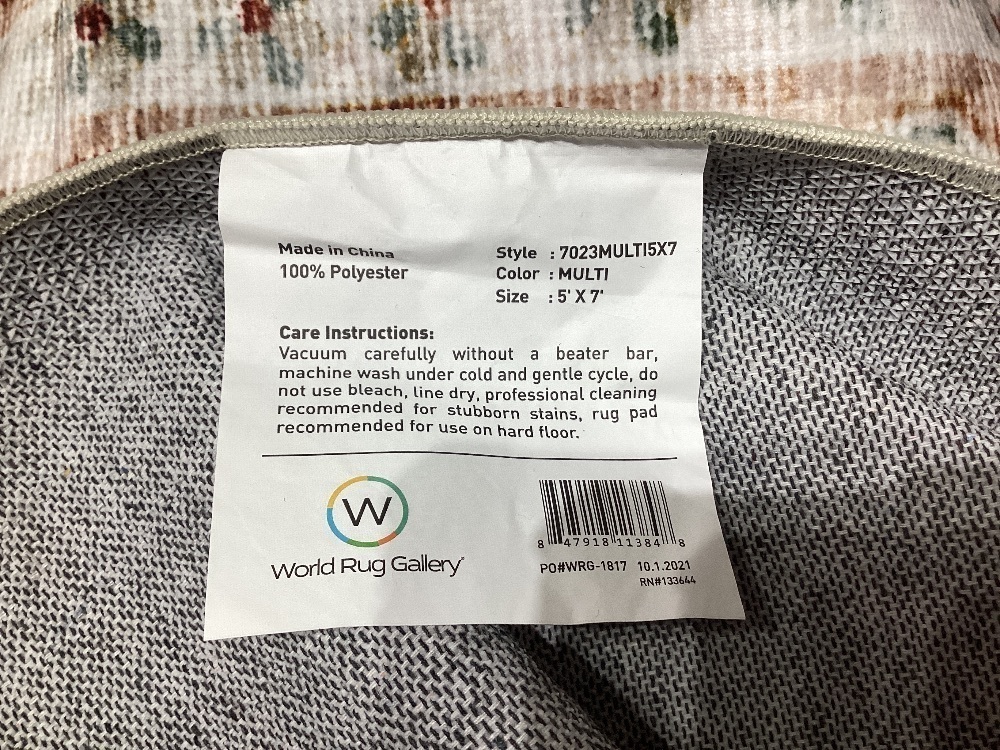 Made in China
100% Polyester
Style : 7023MULTI5X7
Color : MULTI
Size : 5' X 7'
Care Instructions:
Vacuum carefully without a beater bar,
machine wash under cold and gentle cycle, do
not use bleach, line dry, professional cleaning
recommended for stubborn stains, rug pad
recommended for use on hard floor.
W
World Rug Gallery
8 47918 11384 8
PO#WRG-1817 10.1.2021
RN#133644